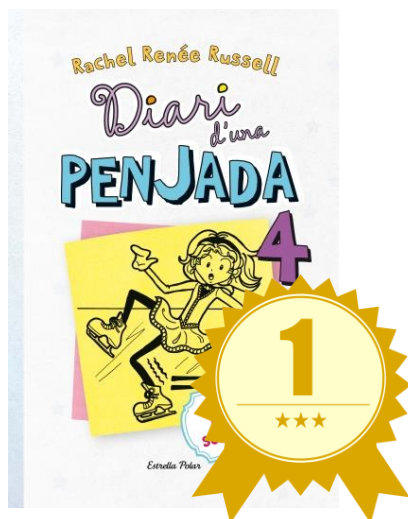 Rachel Renée Russell
Diari
d'una
PENJADA
4
1
Estrella Polar